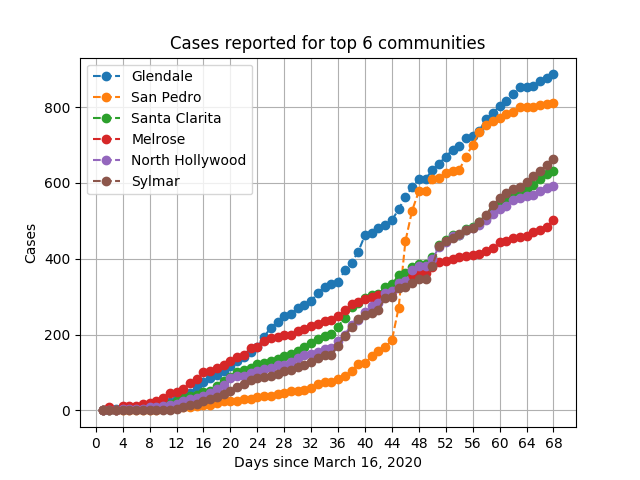 Cases reported for top 6 communities
Glendale
San Pedro
Santa Clarita
Melrose
North Hollywood
Sylmar
Cases
800
600
400
200
0
0 4 8 12 16 20 24 28 32 36 40 44 48 52 56 60 64 68
Days since March 16, 2020